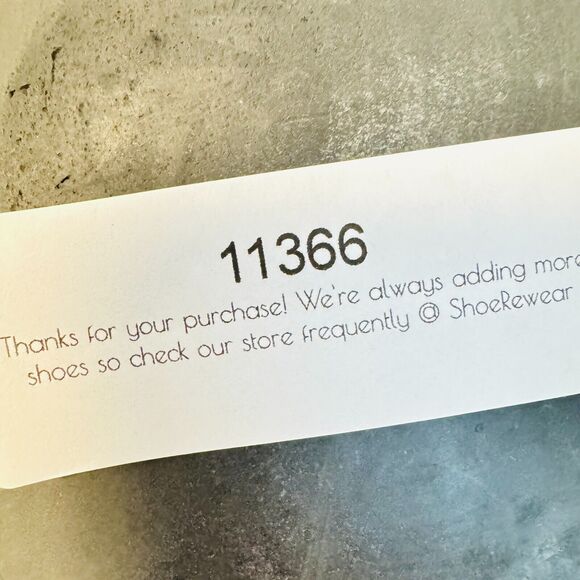 11366
Thanks for your purchase! We're always adding more
shoes so check our store frequently @ ShoeRewear